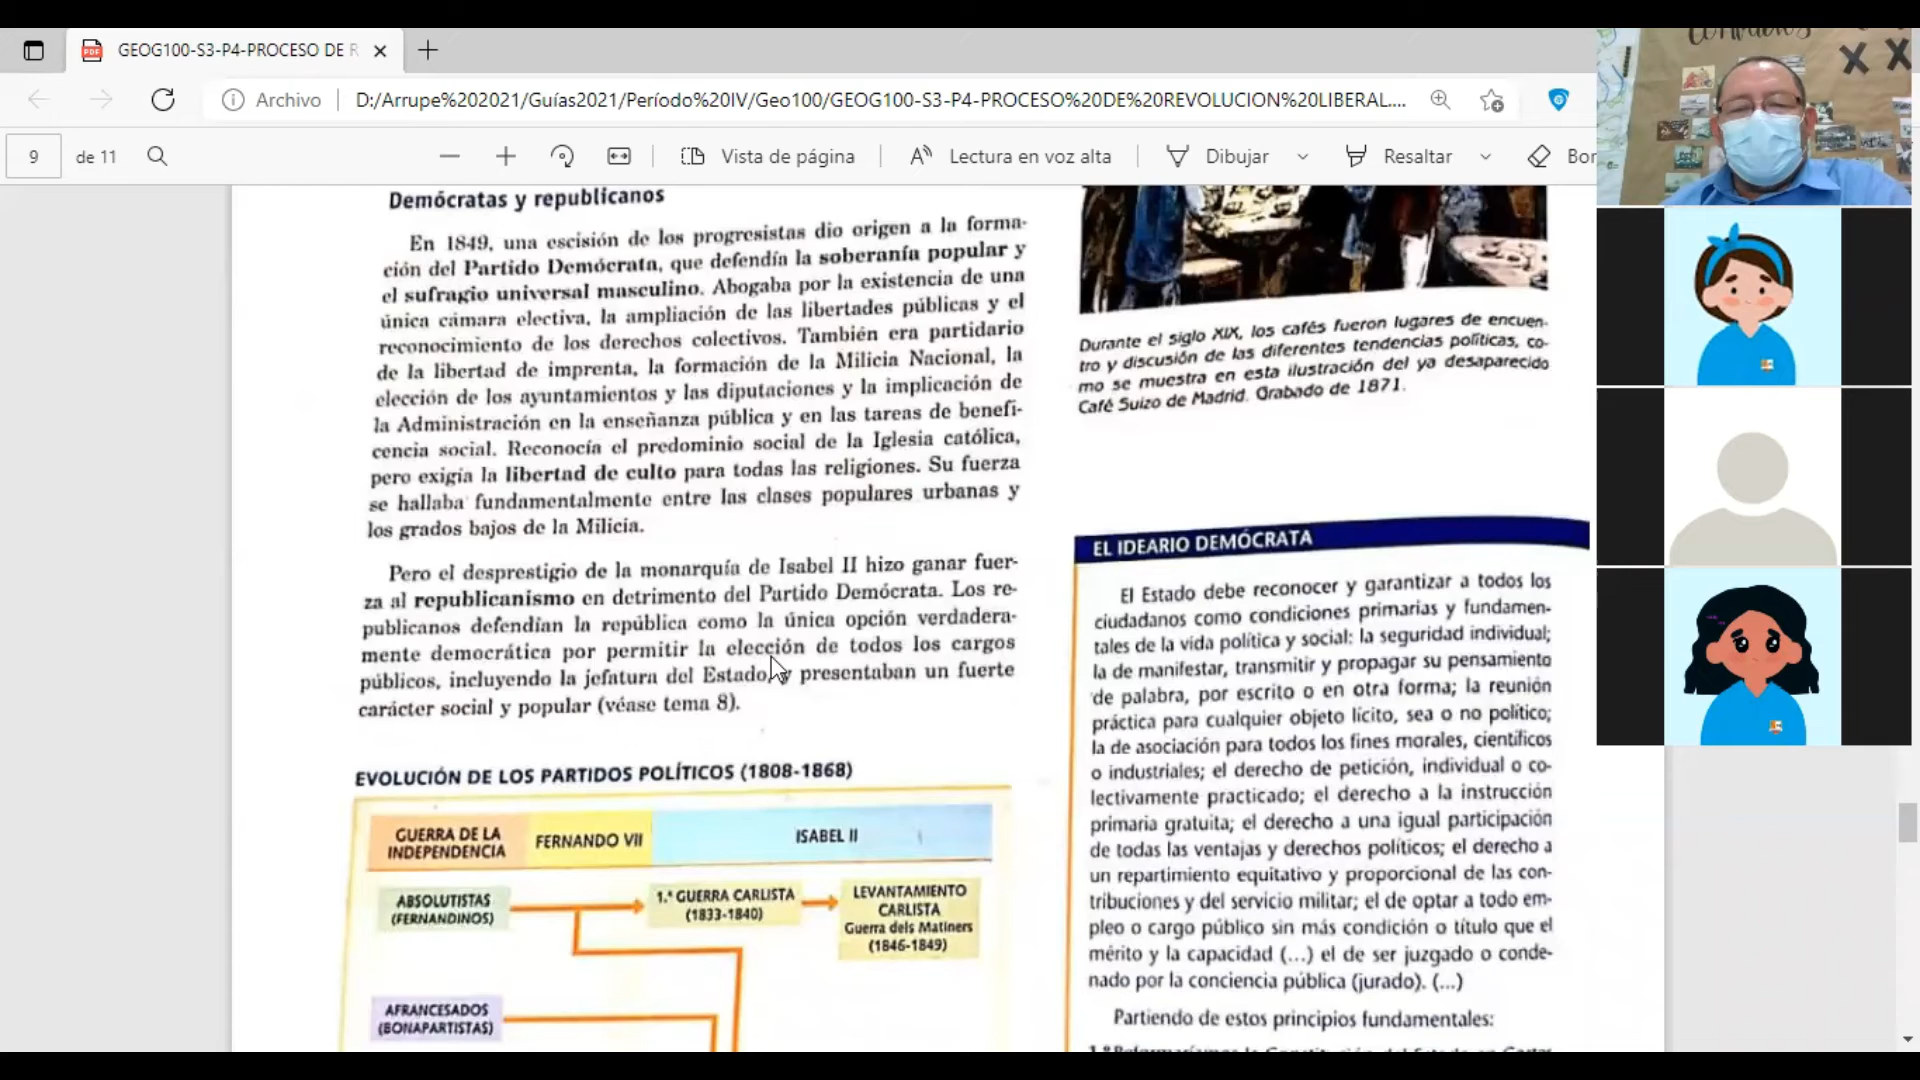 GEOG100-S3-P4-PROCESO DE R
Archivo
D:/Arrupe%202021/Guías2021/Período%20IV/Geo100/GEOG100-S3-P4-PROCESO%20DE%20REVOLUCION%20LIBERAL....
9
de 11
Vista de página
Lectura en voz alta
Dibujar
Resaltar
Bor
Demócratas y republicanos
En 1849, una escisión de los progresistas dio origen a la forma-
ción del Partido Demócrata, que defendía la soberanía popular y
el sufragio universal masculino. Abogaba por la existencia de una
única cámara electiva, la ampliación de las libertades públicas y el
reconocimiento de los derechos colectivos. También era partidario
de la libertad de imprenta, la formación de la Milicia Nacional, la
elección de los ayuntamientos y las diputaciones y la implicación de
la Administración en la enseñanza pública y en las tareas de benefi-
cencia social. Reconocía el predominio social de la Iglesia católica,
pero exigía la libertad de culto para todas las religiones. Su fuerza
se hallaba fundamentalmente entre las clases populares urbanas y
los grados bajos de la Milicia.
Pero el desprestigio de la monarquía de Isabel II hizo ganar fuer-
za al republicanismo en detrimento del Partido Demócrata. Los re-
publicanos defendían la república como la única opción verdadera-
mente democrática por permitir la elección de todos los cargos
públicos, incluyendo la jefatura del Estado, y presentaban un fuerte
carácter social y popular (véase tema 8).
EVOLUCIÓN DE LOS PARTIDOS POLÍTICOS (1808-1868)
GUERRA DE LA
INDEPENDENCIA
FERNANDO VII
ISABEL II
ABSOLUTISTAS
(FERNANDINOS)
1.ª GUERRA CARLISTA
(1833-1840)
LEVANTAMIENTO
CARLISTA
Guerra dels Matiners
(1846-1849)
AFRANCESADOS
(BONAPARTISTAS)
Durante el siglo XIX, los cafés fueron lugares de encuen-
tro y discusión de las diferentes tendencias políticas, co-
mo se muestra en esta ilustración del ya desaparecido
Café Suizo de Madrid. Grabado de 1871.
EL IDEARIO DEMÓCRATA
El Estado debe reconocer y garantizar a todos los
ciudadanos como condiciones primarias y fundamen-
tales de la vida política y social: la seguridad individual;
la de manifestar, transmitir y propagar su pensamiento
de palabra, por escrito o en otra forma; la reunión
práctica para cualquier objeto lícito, sea o no político;
la de asociación para todos los fines morales, científicos
o industriales; el derecho de petición, individual o co-
lectivamente practicado; el derecho a la instrucción
primaria gratuita; el derecho a una igual participación
de todas las ventajas y derechos políticos; el derecho a
un repartimiento equitativo y proporcional de las con-
tribuciones y del servicio militar; el de optar a todo em-
pleo o cargo público sin más condición o título que el
mérito y la capacidad (...) el de ser juzgado o conde-
nado por la conciencia pública (jurado). (...)
Partiendo de estos principios fundamentales: